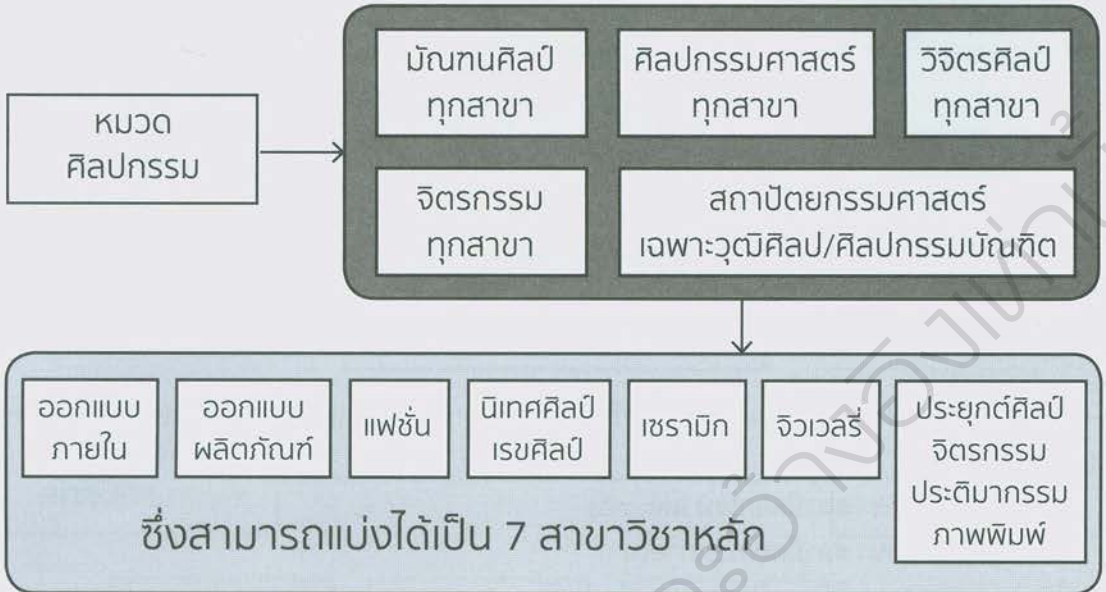 หมวด
ศิลปกรรม
มัณฑนศิลป์
ทุกสาขา
ศิลปกรรมศาสตร์
ทุกสาขา
วิจิตรศิลป์
ทุกสาขา
จิตรกรรม
ทุกสาขา
สถาปัตยกรรมศาสตร์
เฉพาะวุฒิศิลป/ศิลปกรรมบัณฑิต
ออกแบบ
ภายใน
ออกแบบ
ผลิตภัณฑ์
แฟชั่น
นิเทศศิลป์
เรขศิลป์
เซรามิก
จิวเวลรี่
ประยุกต์ศิลป์
จิตรกรรม
ประติมากรรม
ภาพพิมพ์
ซึ่งสามารถแบ่งได้เป็น 7 สาขาวิชาหลัก